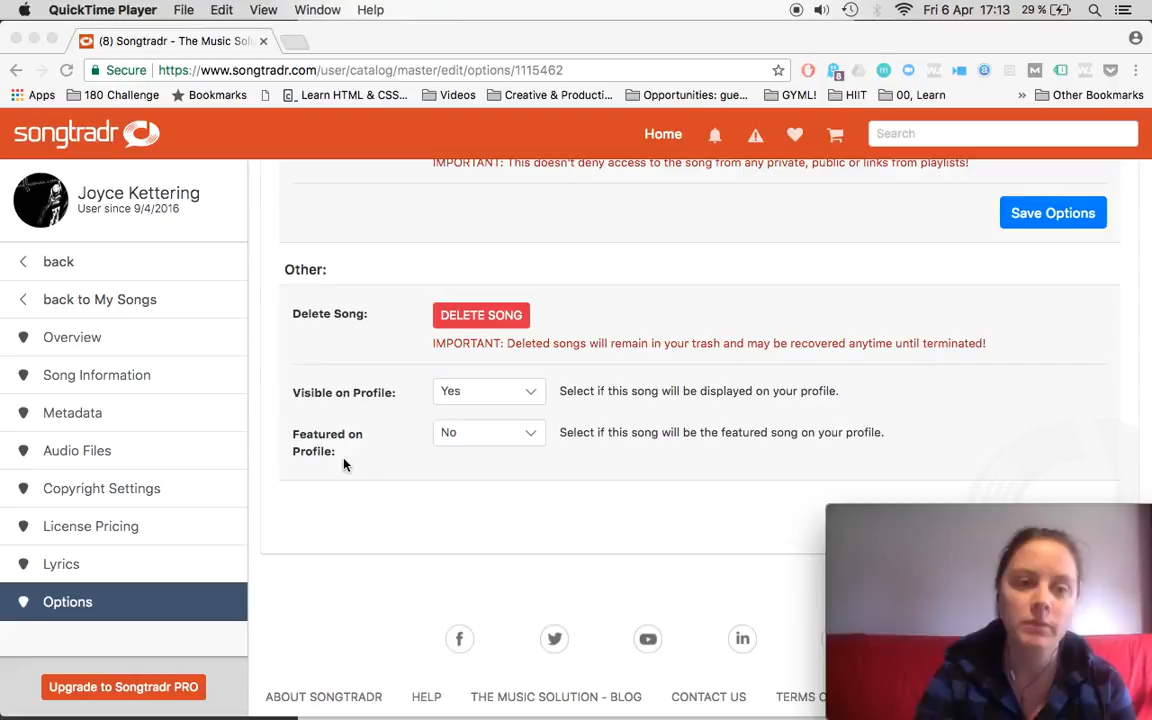 QuickTime Player File Edit View Window Help Fri 6 Apr 17:13 29 %
(8) Songtradr - The Music Sol
Secure https://www.songtradr.com/user/catalog/master/edit/options/1115462
8
Apps 180 Challenge Bookmarks Learn HTML & CSS... Videos Creative & Producti... Opportunities: gue... GYML! HIIT 00, Learn » Other Bookmarks
songtradr Home Search
IMPORTANT: This doesn't deny access to the song from any private, public or links from playlists!
Joyce Kettering
User since 9/4/2016
Save Options
back
Other:
back to My Songs
Delete Song: DELETE SONG
Overview
IMPORTANT: Deleted songs will remain in your trash and may be recovered anytime until terminated!
Song Information
Visible on Profile: Yes Select if this song will be displayed on your profile.
Metadata
Featured on Profile: No Select if this song will be the featured song on your profile.
Audio Files
Copyright Settings
License Pricing
Lyrics
Options
Upgrade to Songtradr PRO
ABOUT SONGTRADR HELP THE MUSIC SOLUTION - BLOG CONTACT US TERMS